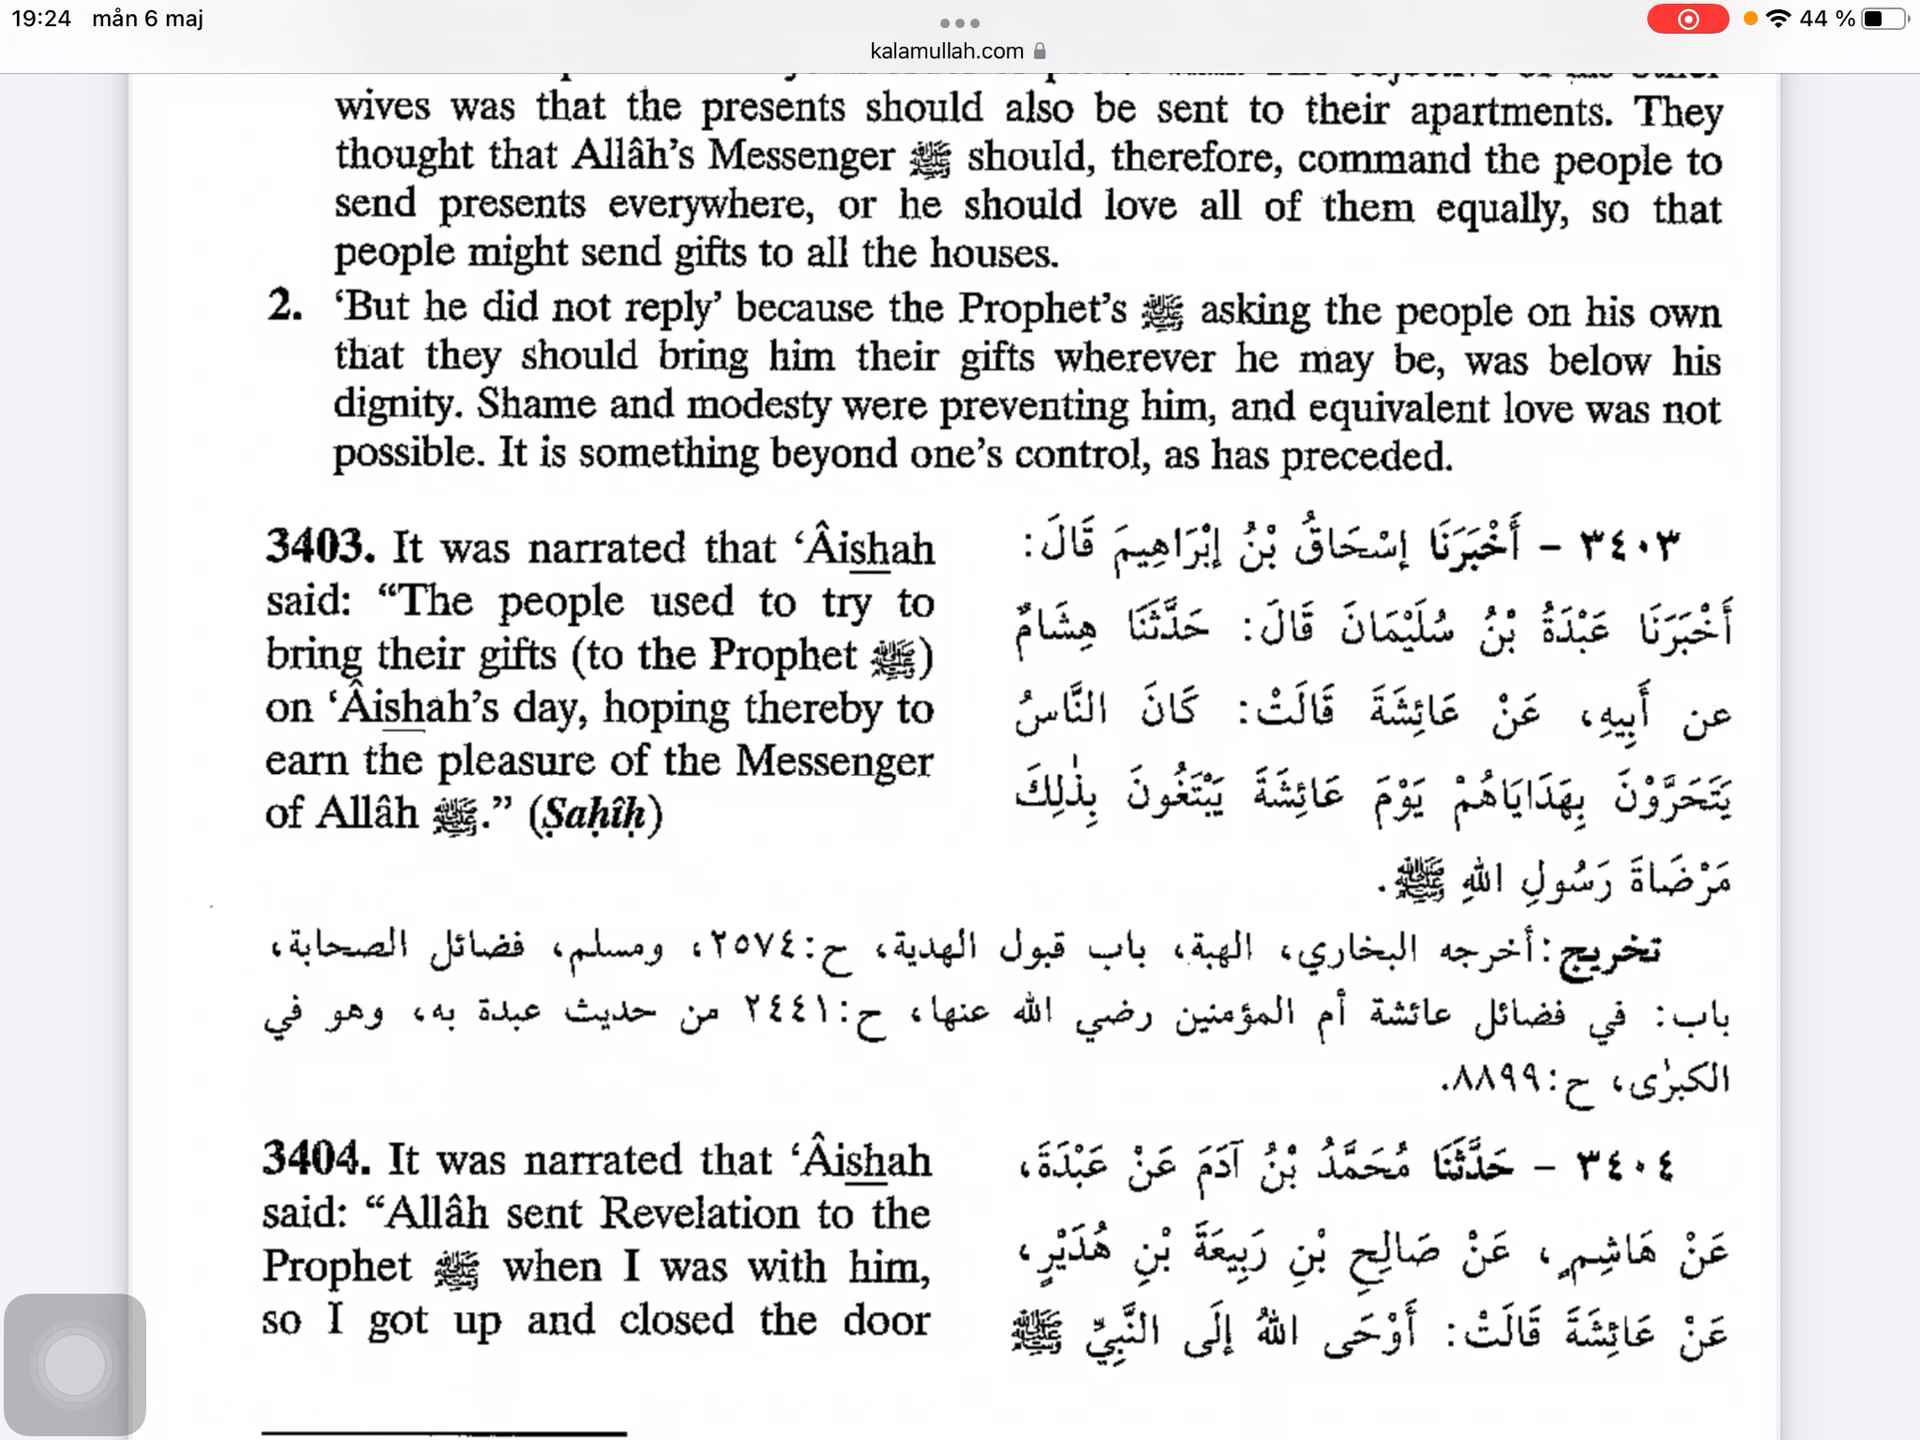 19:24 mån 6 maj
44 %
kalamullah.com
wives was that the presents should also be sent to their apartments. They
thought that Allâh's Messenger ﷺ should, therefore, command the people to
send presents everywhere, or he should love all of them equally, so that
people might send gifts to all the houses.
2. ‘But he did not reply’ because the Prophet’s ﷺ asking the people on his own
that they should bring him their gifts wherever he may be, was below his
dignity. Shame and modesty were preventing him, and equivalent love was not
possible. It is something beyond one’s control, as has preceded.
3403. It was narrated that ‘Âishah
said: “The people used to try to
bring their gifts (to the Prophet ﷺ)
on ‘Âishah’s day, hoping thereby to
earn the pleasure of the Messenger
of Allâh ﷺ.” (Ṣaḥîḥ)
٣٤٠٣ – أَخْبَرَنَا إِسْحَاقُ بْنُ إِبْرَاهِيمَ قَالَ:
أَخْبَرَنَا عَبْدَةُ بْنُ سُلَيْمَانَ قَالَ: حَدَّثَنَا هِشَامٌ
عن أَبِيهِ، عَنْ عَائِشَةَ قَالَتْ: كَانَ النَّاسُ
يَتَحَرَّوْنَ بِهَدَايَاهُمْ يَوْمَ عَائِشَةَ يَبْتَغُونَ بِذٰلِكَ
مَرْضَاةَ رَسُولِ اللهِ ﷺ.
تخريج: أخرجه البخاري، الهبة، باب قبول الهدية، ح:٢٥٧٤، ومسلم، فضائل الصحابة،
باب: في فضائل عائشة أم المؤمنين رضي الله عنها، ح:٢٤٤١ من حديث عبدة به، وهو في
الكبرٰى، ح:٨٨٩٩.
3404. It was narrated that ‘Âishah
said: “Allâh sent Revelation to the
Prophet ﷺ when I was with him,
so I got up and closed the door
٣٤٠٤ – حَدَّثَنَا مُحَمَّدُ بْنُ آدَمَ عَنْ عَبْدَةَ،
عَنْ هَاشِمٍ، عَنْ صَالِحِ بْنِ رَبِيعَةَ بْنِ هُدَيْرٍ،
عَنْ عَائِشَةَ قَالَتْ: أَوْحَى اللهُ إِلَى النَّبِيِّ ﷺ